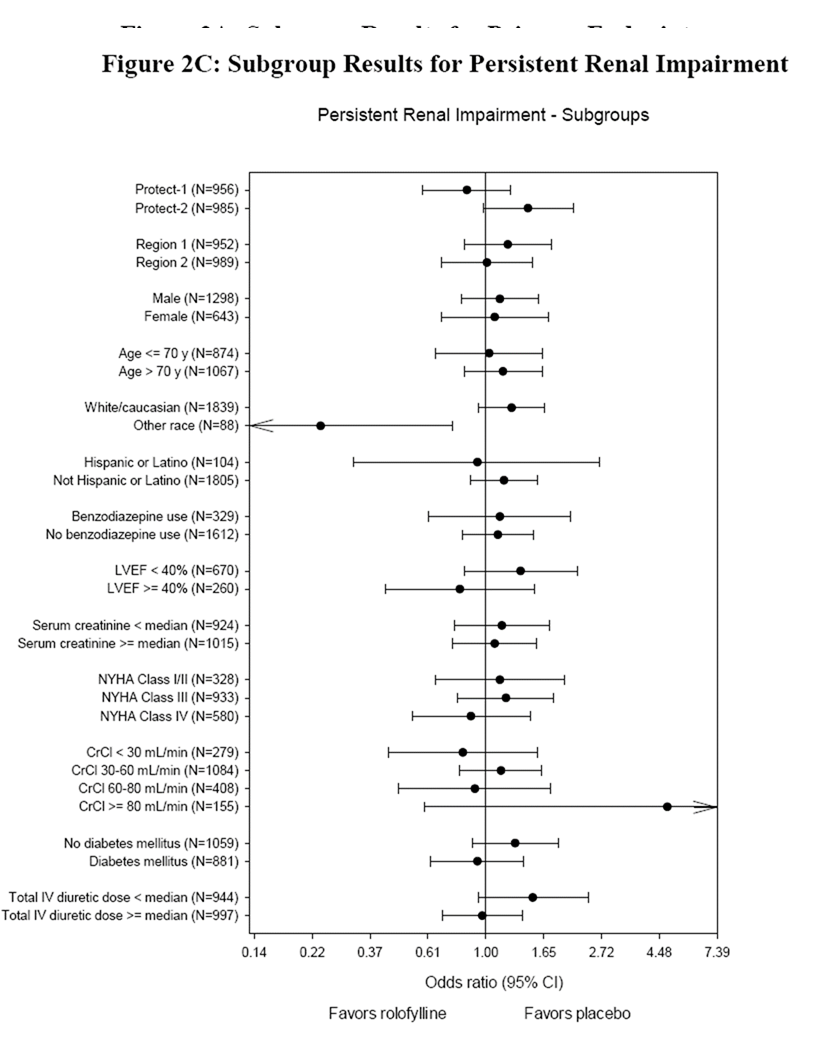 Figure 2C: Subgroup Results for Persistent Renal Impairment
Persistent Renal Impairment - Subgroups
Protect-1 (N=956)
Protect-2 (N=985)
Region 1 (N=952)
Region 2 (N=989)
Male (N=1298)
Female (N=643)
Age <= 70 y (N=874)
Age > 70 y (N=1067)
White/caucasian (N=1839)
Other race (N=88)
Hispanic or Latino (N=104)
Not Hispanic or Latino (N=1805)
Benzodiazepine use (N=329)
No benzodiazepine use (N=1612)
LVEF < 40% (N=670)
LVEF >= 40% (N=260)
Serum creatinine < median (N=924)
Serum creatinine >= median (N=1015)
NYHA Class I/II (N=328)
NYHA Class III (N=933)
NYHA Class IV (N=580)
CrCl < 30 mL/min (N=279)
CrCl 30-60 mL/min (N=1084)
CrCl 60-80 mL/min (N=408)
CrCl >= 80 mL/min (N=155)
No diabetes mellitus (N=1059)
Diabetes mellitus (N=881)
Total IV diuretic dose < median (N=944)
Total IV diuretic dose >= median (N=997)
0.14 0.22 0.37 0.61 1.00 1.65 2.72 4.48 7.39
Odds ratio (95% CI)
Favors rolofylline Favors placebo